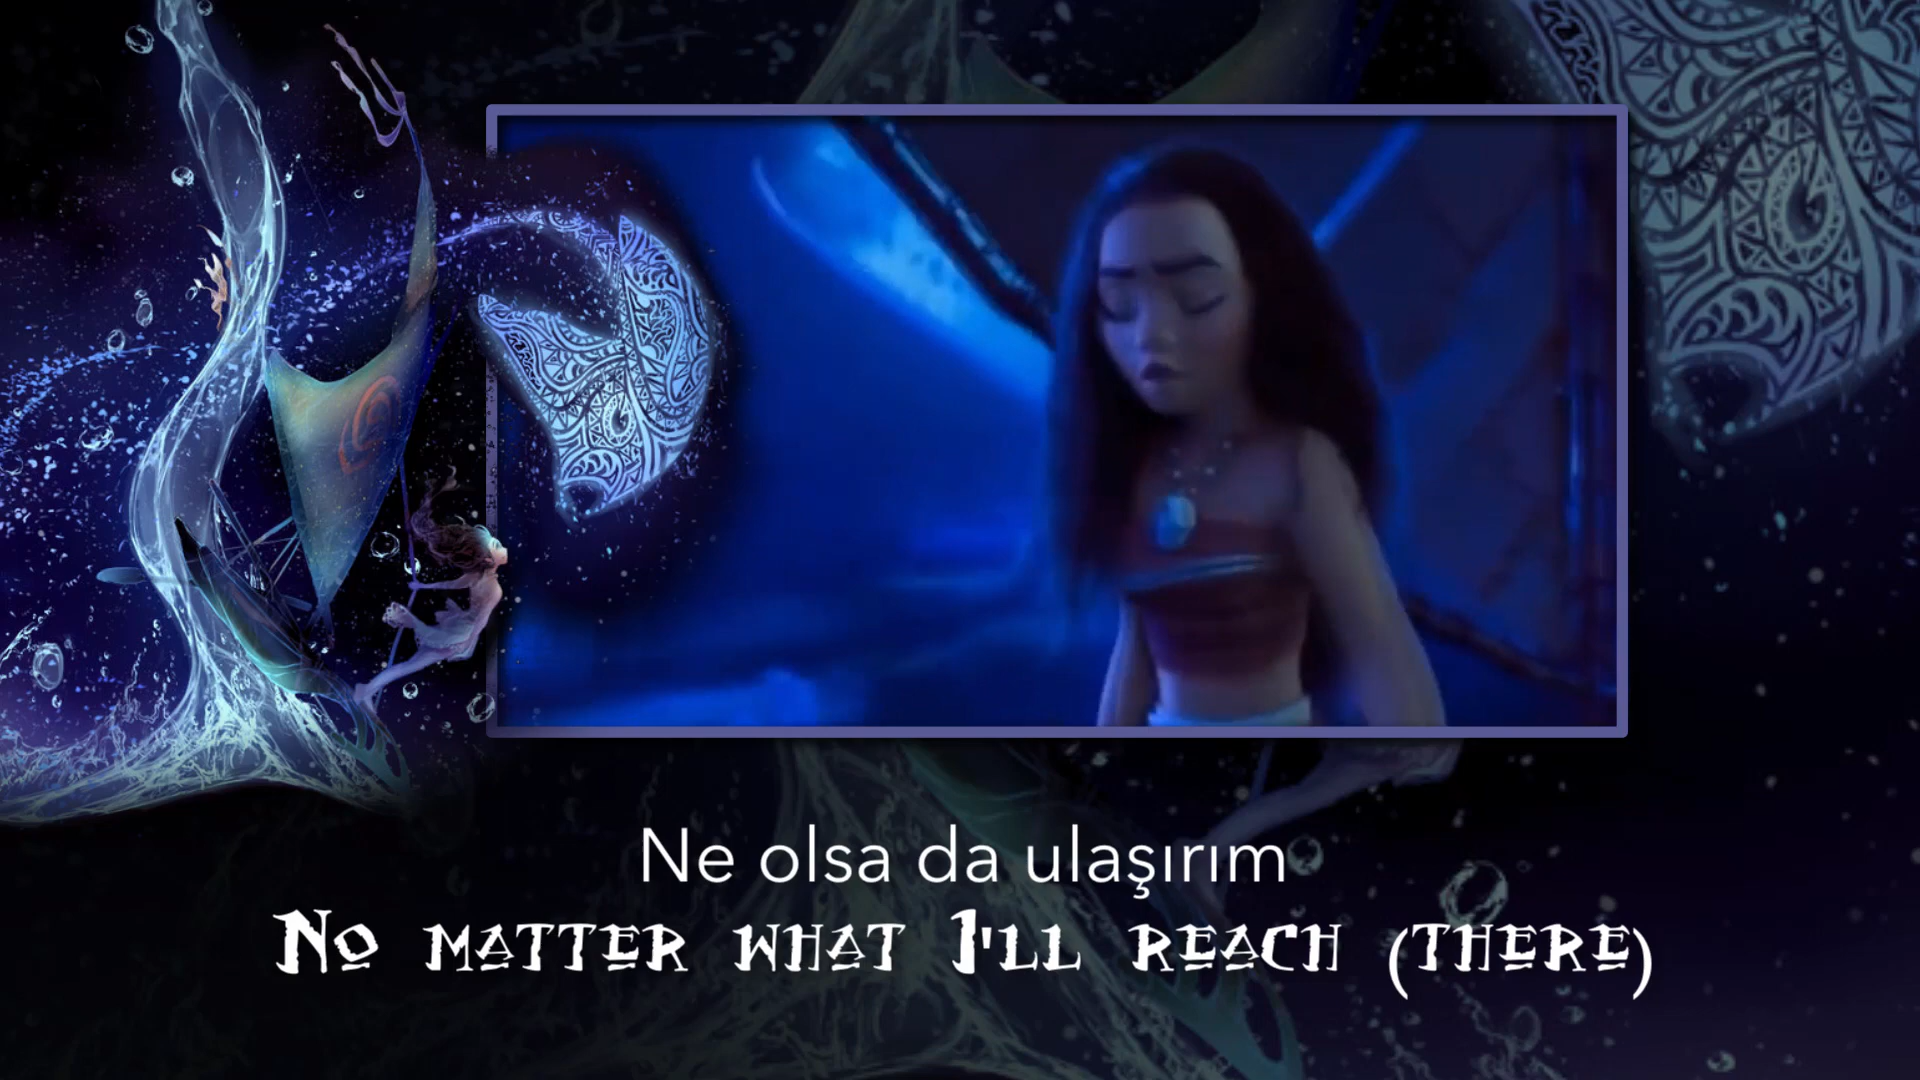 Ne olsa da ulaşırım
No matter what I'll reach (there)